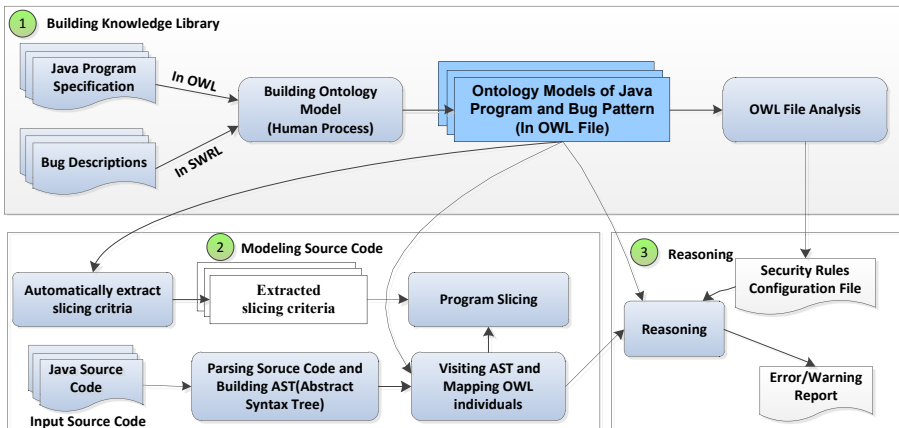 1 Building Knowledge Library
Java Program
Specification
In OWL
Bug Descriptions
In SWRL
Building Ontology
Model
(Human Process)
Ontology Models of Java
Program and Bug Pattern
(In OWL File)
OWL File Analysis
2 Modeling Source Code
Automatically extract
slicing critria
Extracted
slicing criteria
Program Slicing
Java Source
Code
Input Source Code
Parsing Soruce Code and
Building AST(Abstract
Syntax Tree)
Visiting AST and
Mapping OWL
individuals
3 Reasoning
Security Rules
Configuration File
Reasoning
Error/Warning
Report